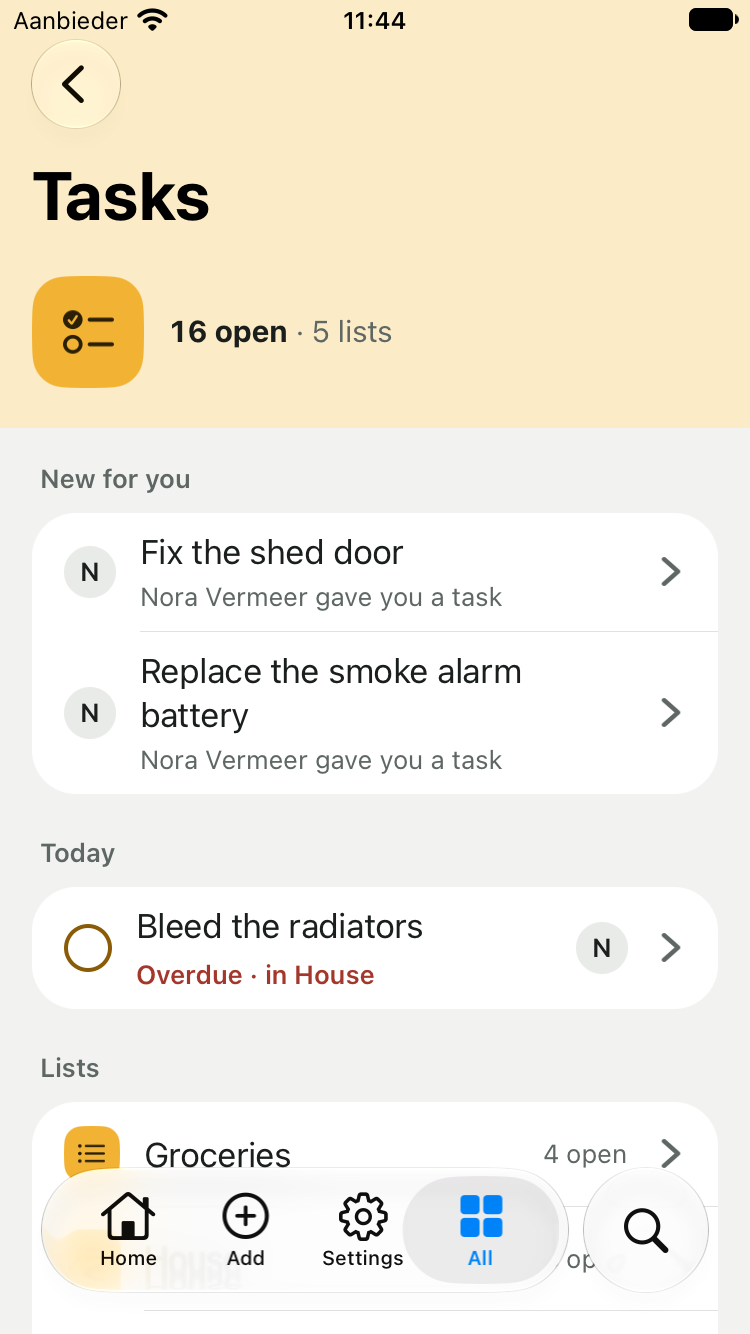 Aanbieder
11:44
Tasks
16 open · 5 lists
New for you
N
Fix the shed door
Nora Vermeer gave you a task
N
Replace the smoke alarm
battery
Nora Vermeer gave you a task
Today
Bleed the radiators
Overdue · in House
N
Lists
Groceries
4 open
House
Home
Add
Settings
All